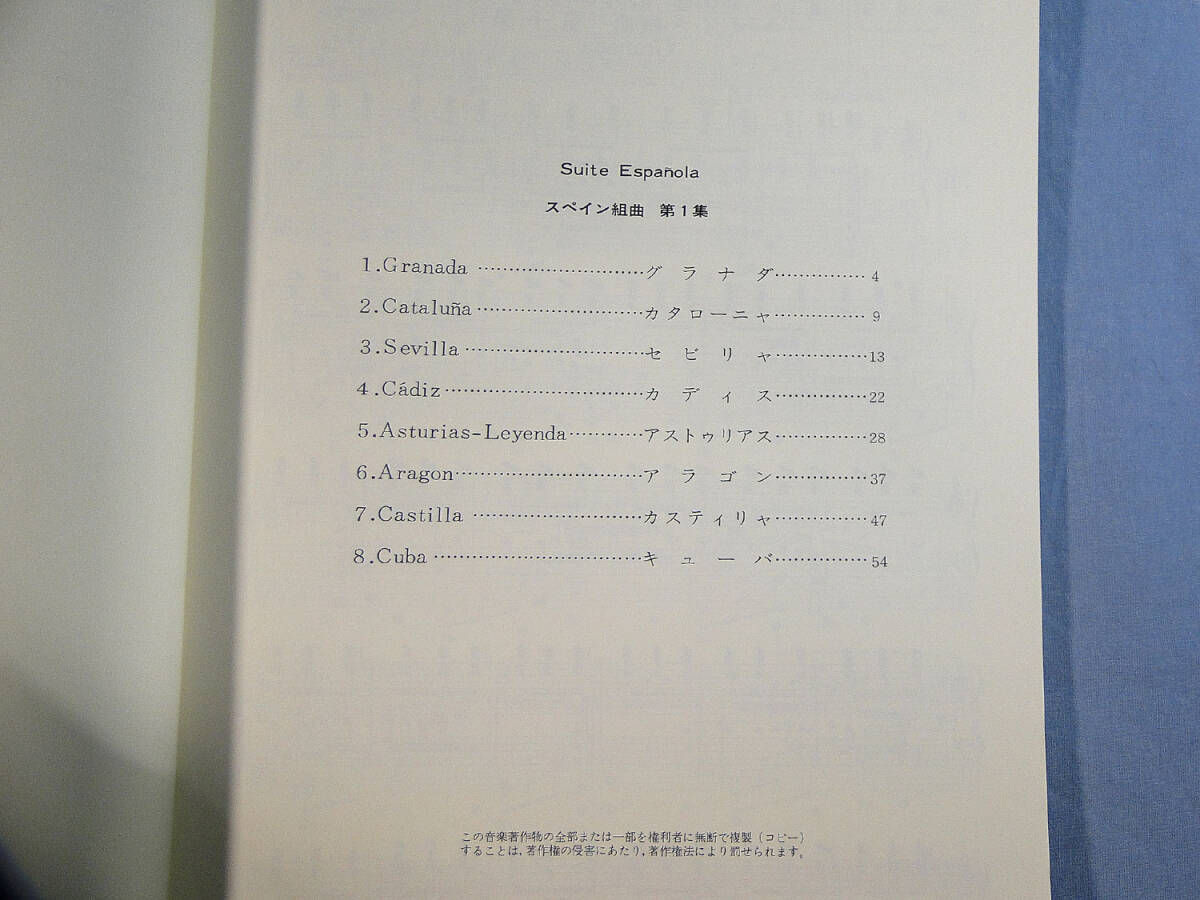 Suite Española
スペイン組曲 第1集
1.Granada ⋯⋯⋯⋯⋯⋯⋯⋯⋯ グラナダ ⋯⋯⋯⋯⋯ 4
2.Cataluña ⋯⋯⋯⋯⋯⋯⋯⋯⋯ カタローニャ ⋯⋯⋯⋯⋯ 9
3.Sevilla ⋯⋯⋯⋯⋯⋯⋯⋯⋯ セビリャ ⋯⋯⋯⋯⋯ 13
4.Cádiz ⋯⋯⋯⋯⋯⋯⋯⋯⋯ カディス ⋯⋯⋯⋯⋯ 22
5.Asturias-Leyenda ⋯⋯⋯⋯ アストゥリアス ⋯⋯⋯⋯⋯ 28
6.Aragon ⋯⋯⋯⋯⋯⋯⋯⋯⋯ アラゴン ⋯⋯⋯⋯⋯ 37
7.Castilla ⋯⋯⋯⋯⋯⋯⋯⋯⋯ カスティリャ ⋯⋯⋯⋯⋯ 47
8.Cuba ⋯⋯⋯⋯⋯⋯⋯⋯⋯ キューバ ⋯⋯⋯⋯⋯ 54
この音楽著作物の全部または一部を権利者に無断で複製（コピー）
することは，著作権の侵害にあたり，著作権法により罰せられます。